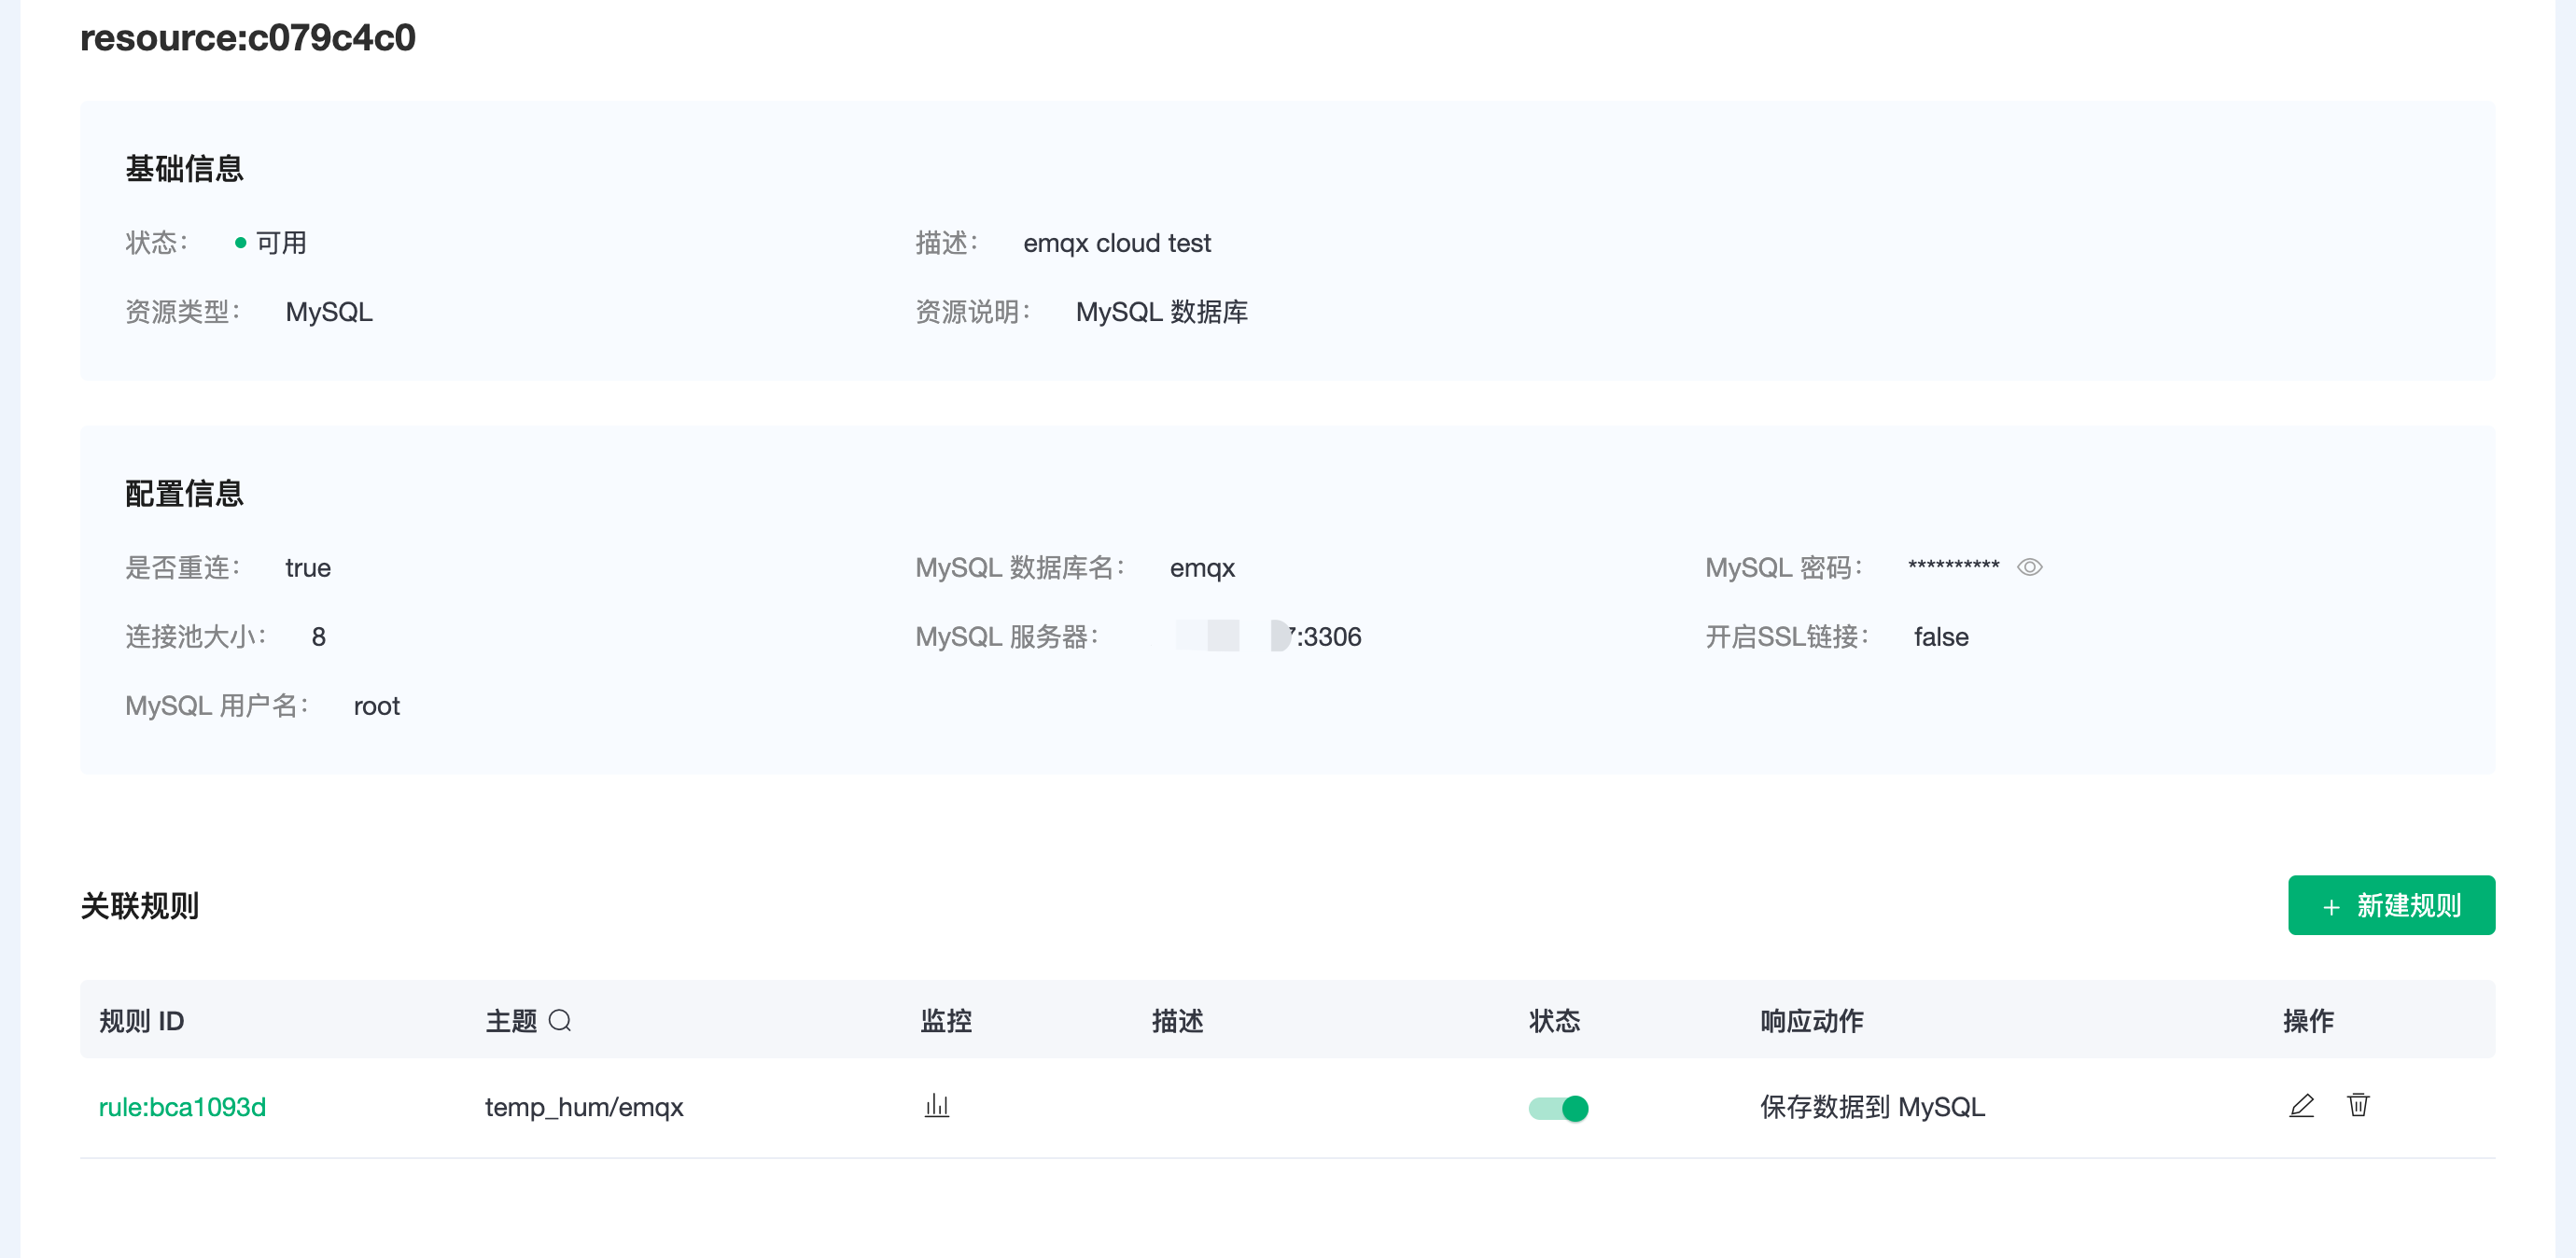 resource:c079c4c0
基础信息
状态： 可用 描述： emqx cloud test
资源类型： MySQL 资源说明： MySQL 数据库
配置信息
是否重连： true MySQL 数据库名： emqx MySQL 密码： **********
连接池大小： 8 MySQL 服务器： :3306 开启SSL链接： false
MySQL 用户名： root
关联规则 + 新建规则
规则 ID 主题 监控 描述 状态 响应动作 操作
rule:bca1093d temp_hum/emqx 保存数据到 MySQL